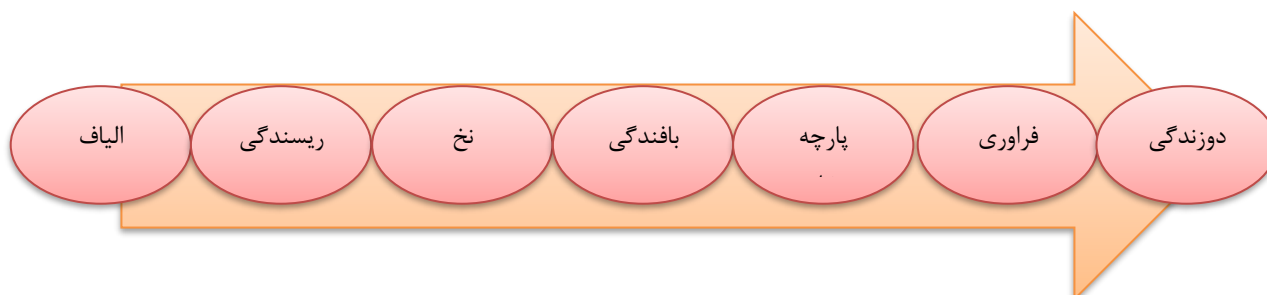 الیاف
ریسندگی
نخ
بافندگی
پارچه
.
فراوری
دوزندگی